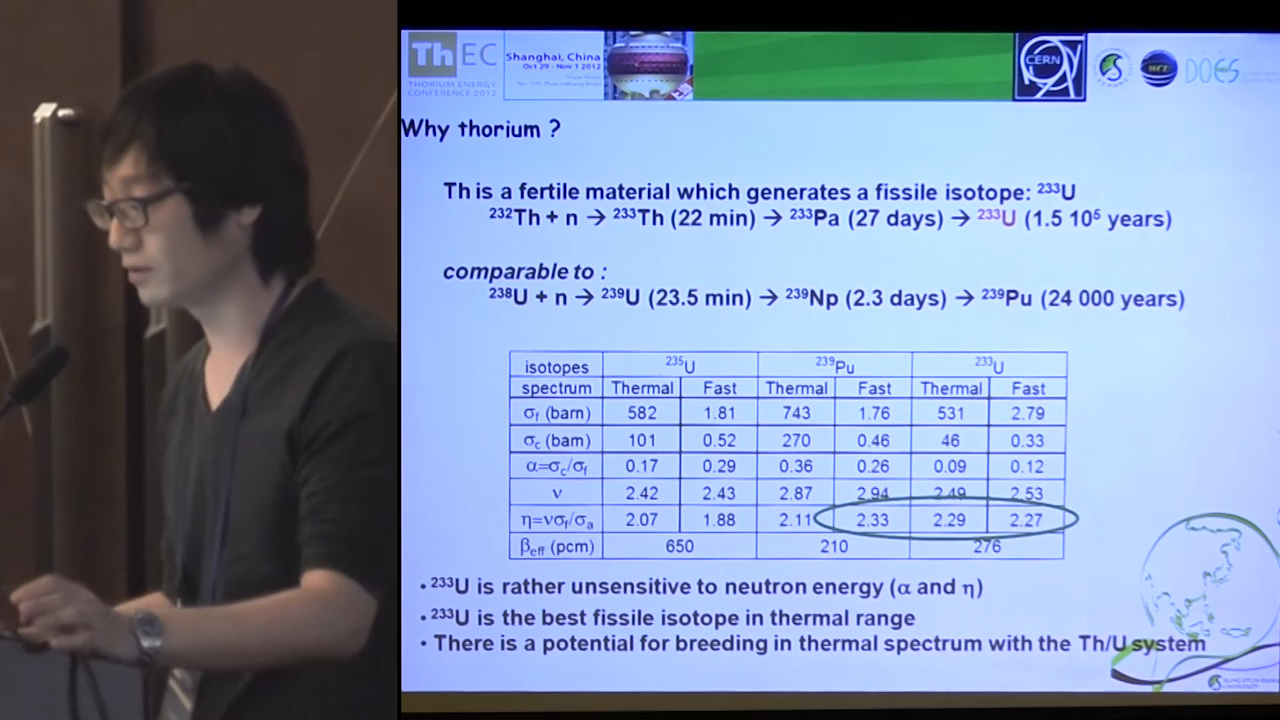 ThEC
THORIUM ENERGY
CONFERENCE 2012
Shanghai, China
Oct 29 - Nov 1 2012
CERN
WCU
DOES
Why thorium ?
Th is a fertile material which generates a fissile isotope: ²³³U
²³²Th + n → ²³³Th (22 min) → ²³³Pa (27 days) → ²³³U (1.5 10⁵ years)
comparable to :
²³⁸U + n → ²³⁹U (23.5 min) → ²³⁹Np (2.3 days) → ²³⁹Pu (24 000 years)
isotopes ²³⁵U ²³⁹Pu ²³³U
spectrum Thermal Fast Thermal Fast Thermal Fast
σf (barn) 582 1.81 743 1.76 531 2.79
σc (barn) 101 0.52 270 0.46 46 0.33
α=σc/σf 0.17 0.29 0.36 0.26 0.09 0.12
ν 2.42 2.43 2.87 2.94 2.49 2.53
η=νσf/σa 2.07 1.88 2.11 2.33 2.29 2.27
βeff (pcm) 650 210 276
• ²³³U is rather unsensitive to neutron energy (α and η)
• ²³³U is the best fissile isotope in thermal range
• There is a potential for breeding in thermal spectrum with the Th/U system
UNIVERSITY